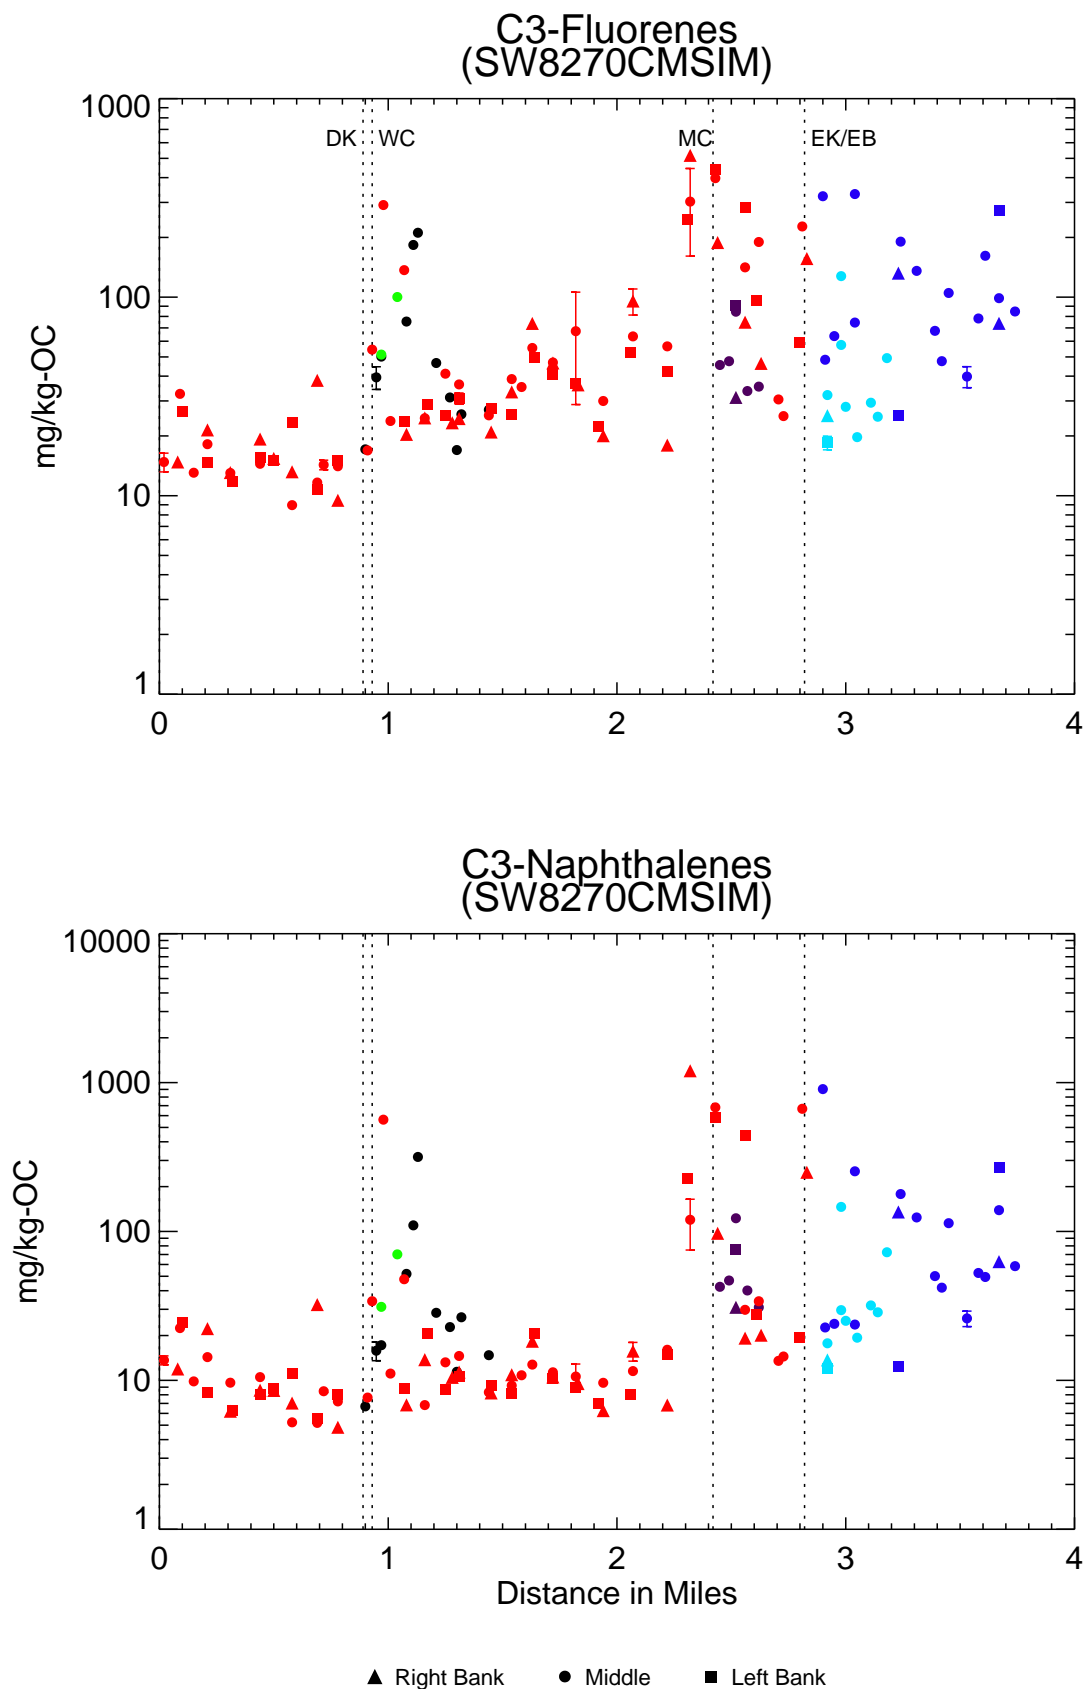 C3-Fluorenes
(SW8270CMSIM)
1000
DK WC MC EK/EB
100
mg/kg-OC
10
1
0 1 2 3 4
C3-Naphthalenes
(SW8270CMSIM)
10000
1000
mg/kg-OC
100
10
1
0 1 2 3 4
Distance in Miles
Right Bank Middle Left Bank